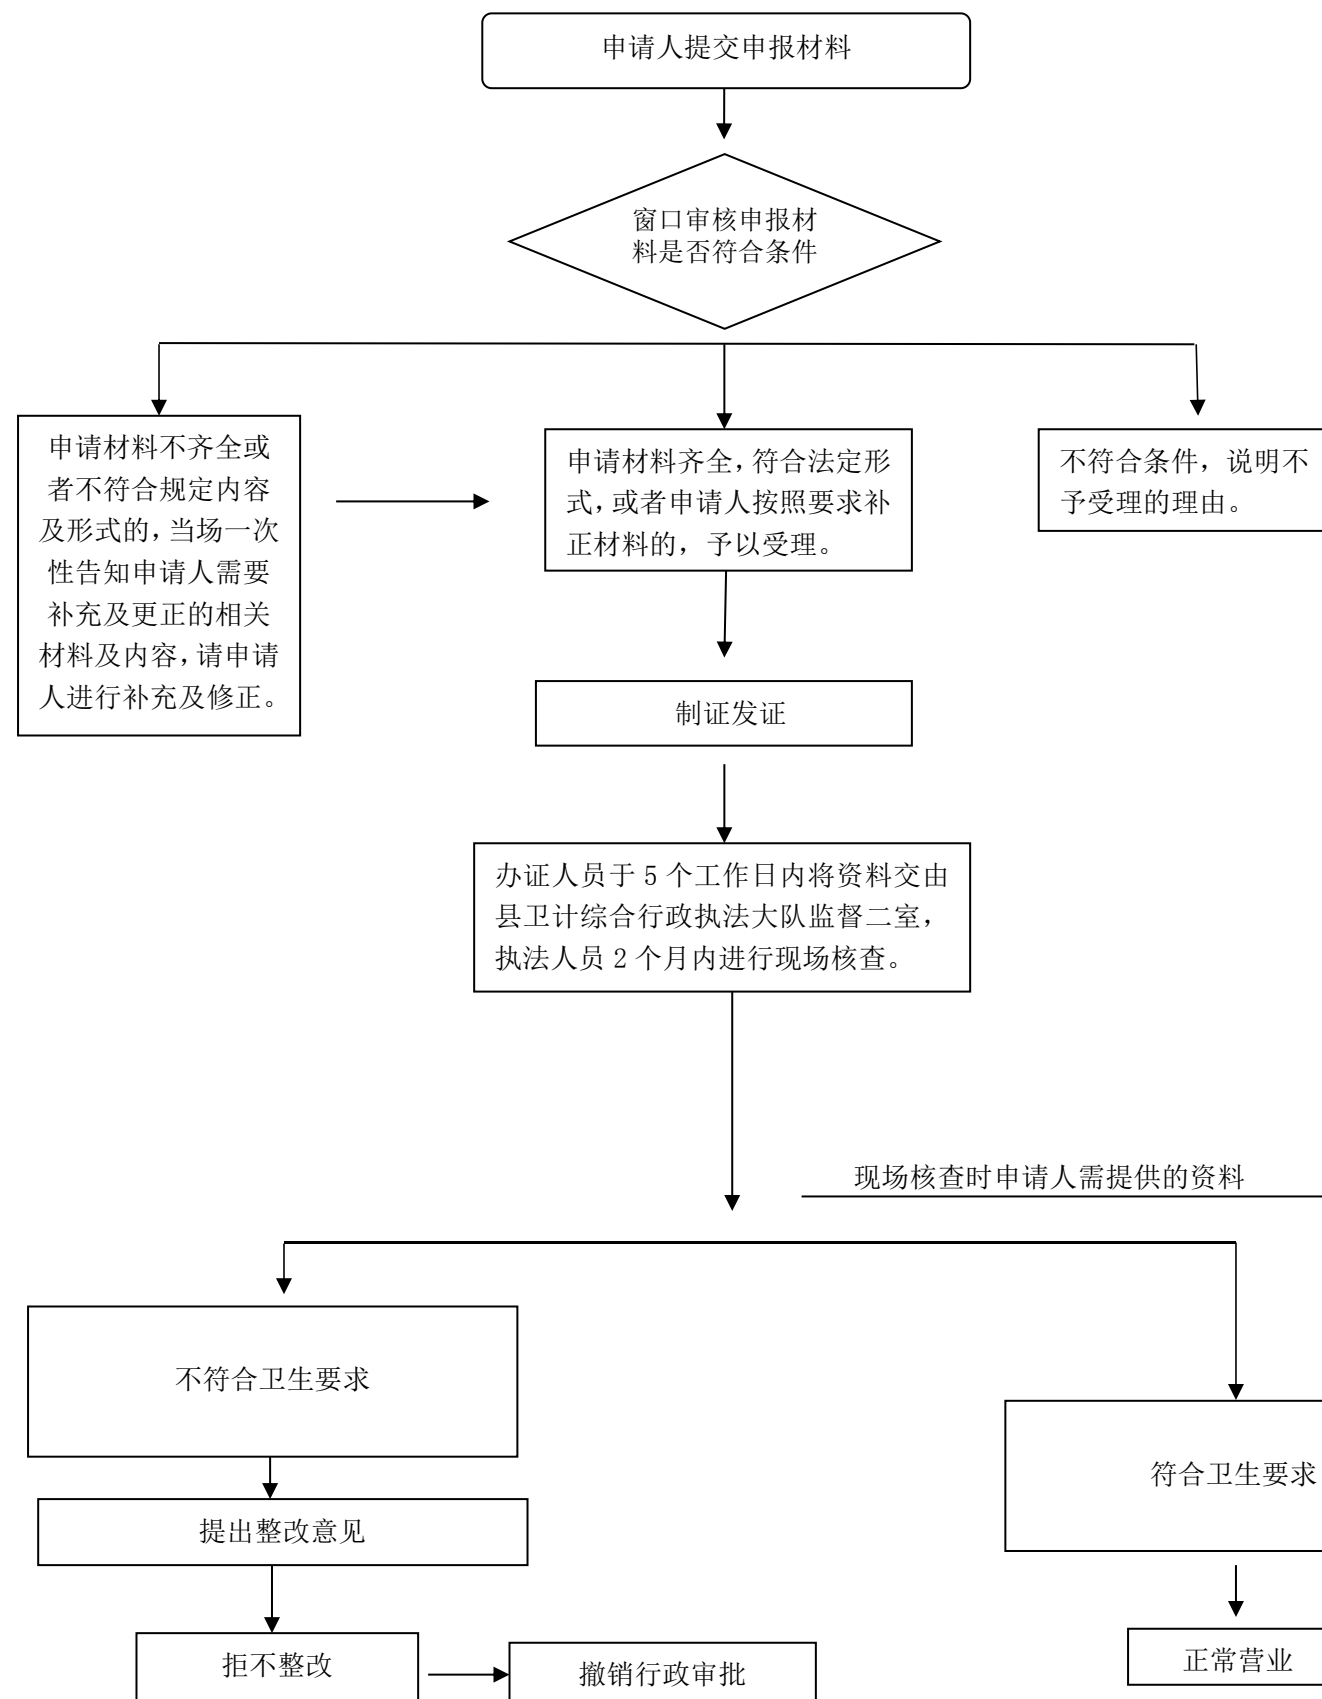 申请人提交申报材料
窗口审核申报材
料是否符合条件
申请材料不齐全或
者不符合规定内容
及形式的，当场一次
性告知申请人需要
补充及更正的相关
材料及内容，请申请
人进行补充及修正。
申请材料齐全，符合法定形
式，或者申请人按照要求补
正材料的，予以受理。
不符合条件，说明不
予受理的理由。
制证发证
办证人员于 5 个工作日内将资料交由
县卫计综合行政执法大队监督二室，
执法人员 2 个月内进行现场核查。
现场核查时申请人需提供的资料
不符合卫生要求
符合卫生要求
提出整改意见
拒不整改
撤销行政审批
正常营业